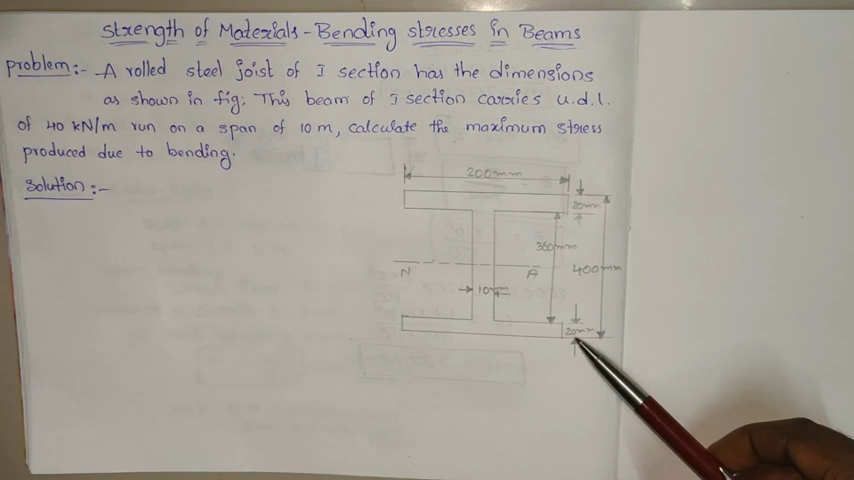 Strength of Materials - Bending stresses in Beams
Problem:- A rolled steel joist of I section has the dimensions
as shown in fig: This beam of I section carries u.d.l.
of 40 kN/m run on a span of 10 m, calculate the maximum stress
produced due to bending.
Solution:-
200mm
20mm
360mm
N A 400mm
10mm
20mm